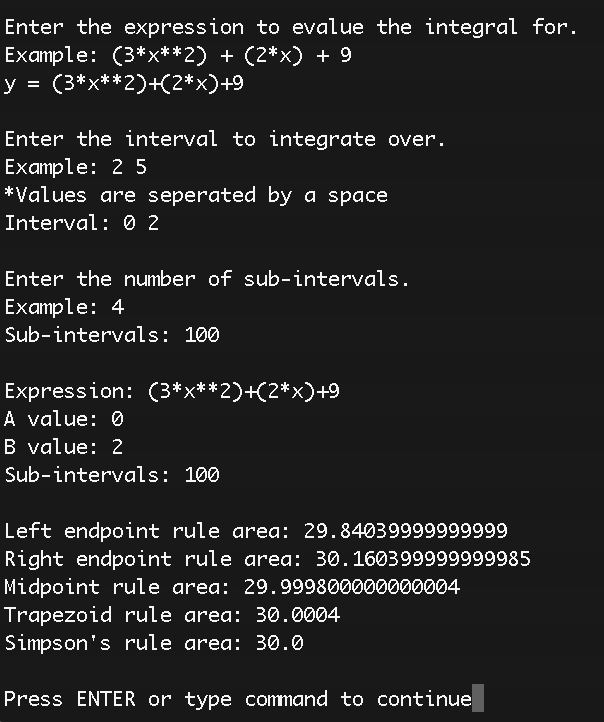 Enter the expression to evalue the integral for.
Example: (3*x**2) + (2*x) + 9
y = (3*x**2)+(2*x)+9
Enter the interval to integrate over.
Example: 2 5
*Values are seperated by a space
Interval: 0 2
Enter the number of sub-intervals.
Example: 4
Sub-intervals: 100
Expression: (3*x**2)+(2*x)+9
A value: 0
B value: 2
Sub-intervals: 100
Left endpoint rule area: 29.84039999999999
Right endpoint rule area: 30.160399999999985
Midpoint rule area: 29.999800000000004
Trapezoid rule area: 30.0004
Simpson's rule area: 30.0
Press ENTER or type command to continue